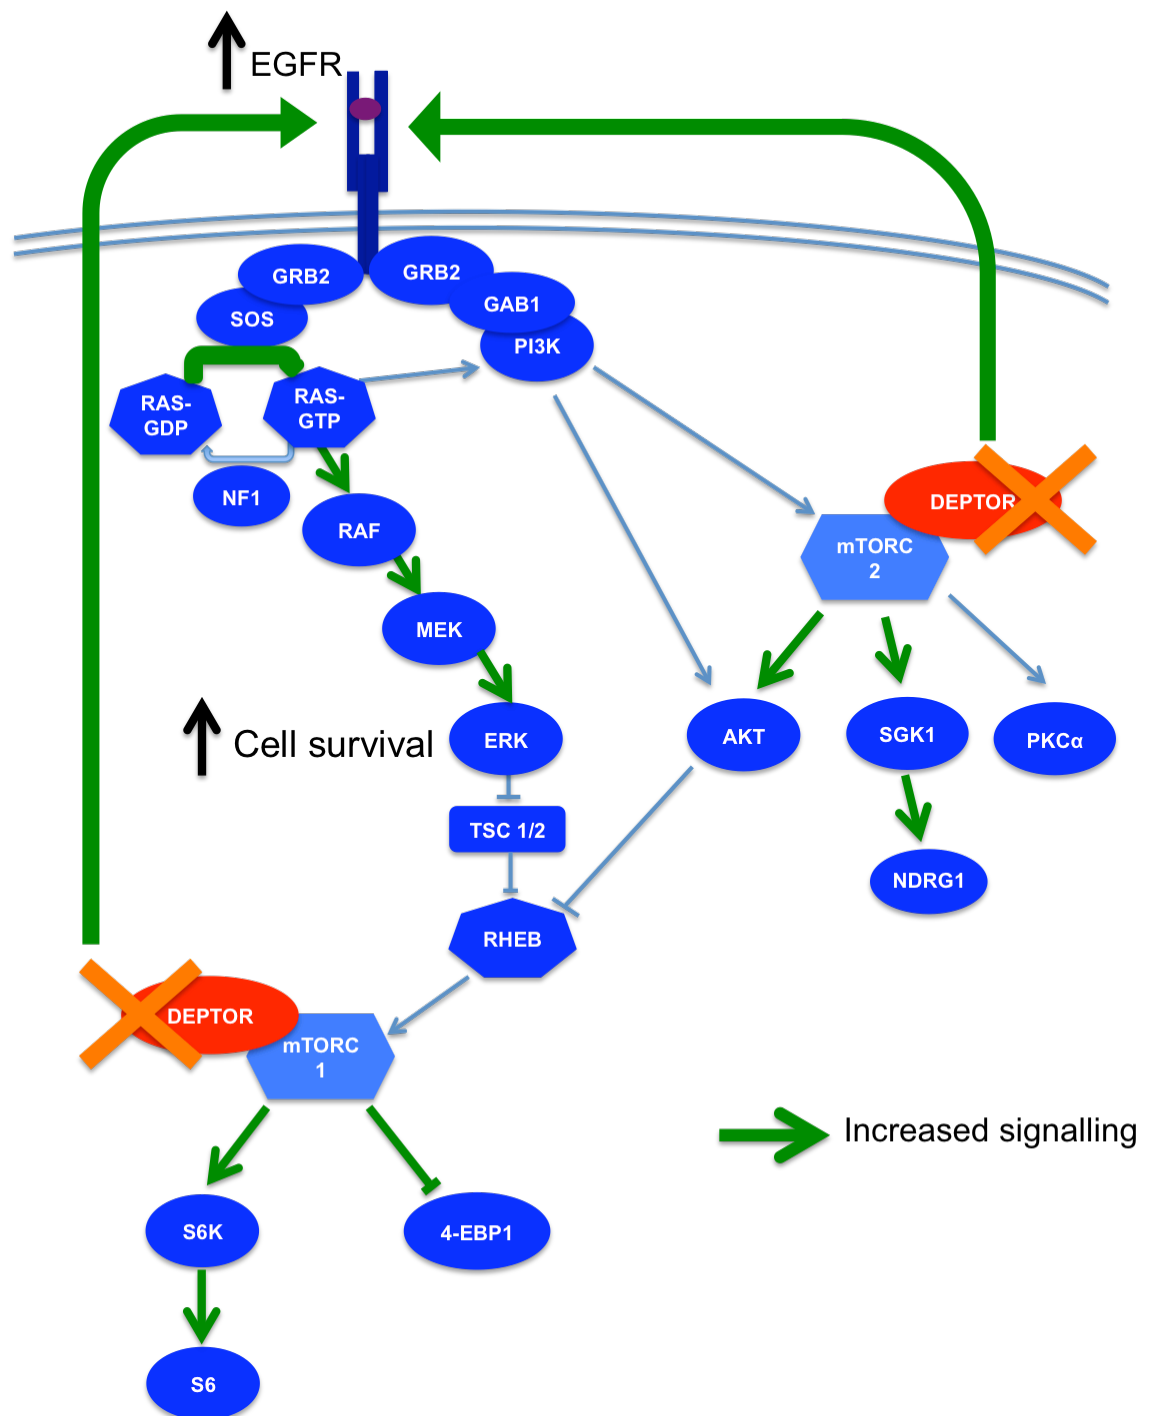 EGFR
GRB2
GRB2
GAB1
SOS
PI3K
RAS-
GDP
RAS-
GTP
NF1
RAF
DEPTOR
mTORC
2
MEK
ERK
Cell survival
AKT
SGK1
PKCα
TSC 1/2
NDRG1
RHEB
DEPTOR
mTORC
1
Increased signalling
S6K
4-EBP1
S6